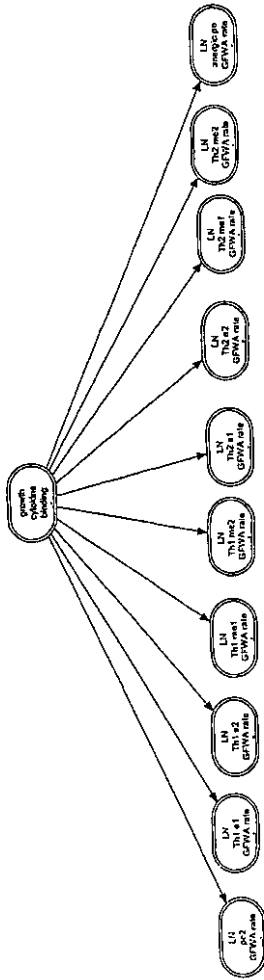 growth
cytokine
binding
LN
pc2
GFWA rate
LN
Th1 e1
GFWA rate
LN
Th1 e2
GFWA rate
LN
Th1 me1
GFWA rate
LN
Th1 me2
GFWA rate
LN
Th2 e1
GFWA rate
LN
Th2 e2
GFWA rate
LN
Th2 me1
GFWA rate
LN
Th2 me2
GFWA rate
LN
anergic
GFWA rate